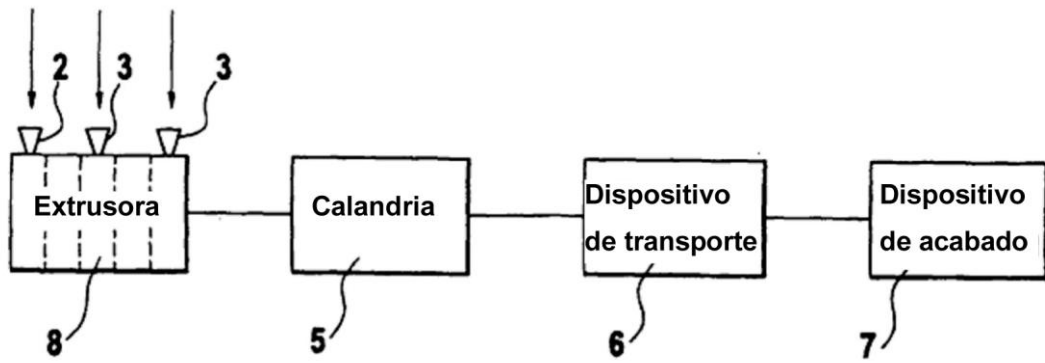 2 3 3
Extrusora Calandria Dispositivo de transporte Dispositivo de acabado
8 5 6 7